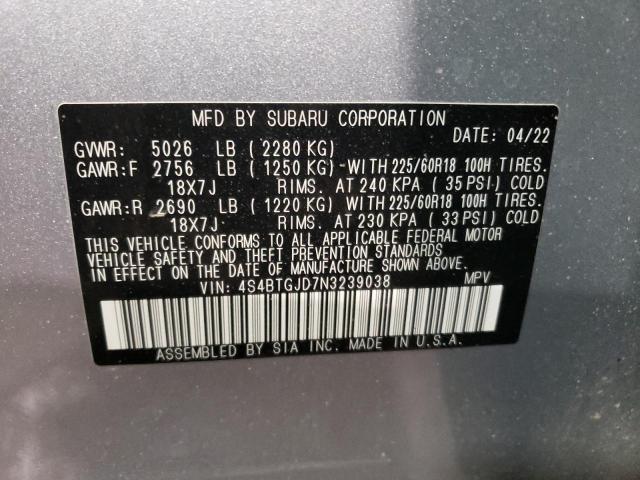 MFD BY SUBARU CORPORATION
DATE: 04/22
GVWR: 5026 LB (2280 KG)
GAWR:F 2756 LB (1250 KG)-WITH 225/60R18 100H TIRES.
18X7J RIMS. AT 240 KPA (35 PSI) COLD
GAWR:R 2690 LB (1220 KG)-WITH 225/60R18 100H TIRES.
18X7J RIMS. AT 230 KPA (33 PSI) COLD
THIS VEHICLE CONFORMS TO ALL APPLICABLE FEDERAL MOTOR
VEHICLE SAFETY AND THEFT PREVENTION STANDARDS IN
EFFECT ON THE DATE OF MANUFACTURE SHOWN ABOVE.
VIN: 4S4BTGJD7N3239038 MPV
ASSEMBLED BY SIA INC. MADE IN U.S.A.